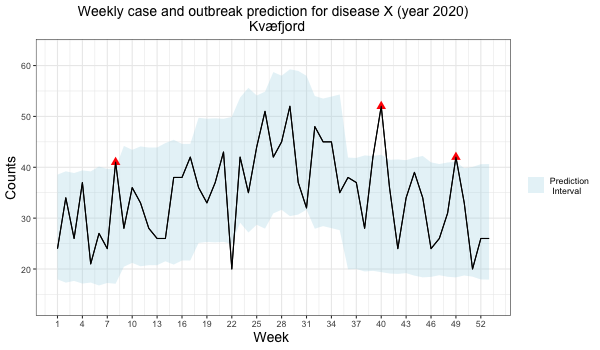 Weekly case and outbreak prediction for disease X (year 2020)
Kvæfjord
60
50
40
30
20
Counts
1 4 7 10 13 16 19 22 25 28 31 34 37 40 43 46 49 52
Week
Prediction
Interval